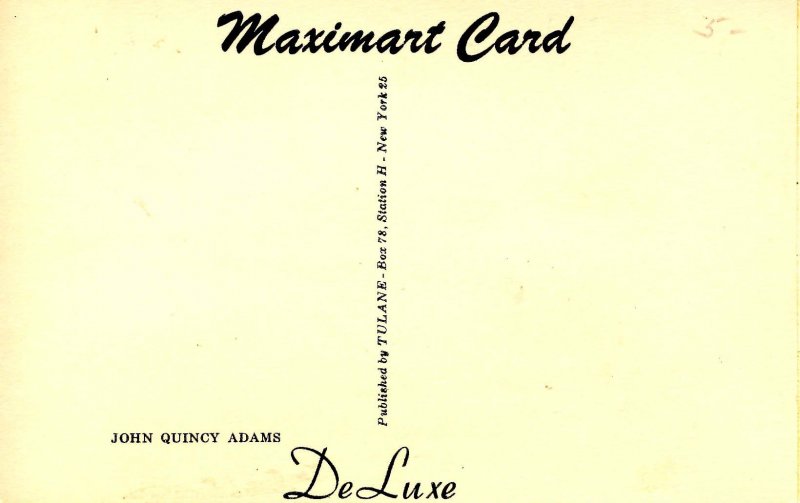 Maximart Card
5-
Published by TULANE - Box 78, Station H - New York 25
JOHN QUINCY ADAMS
DeLuxe